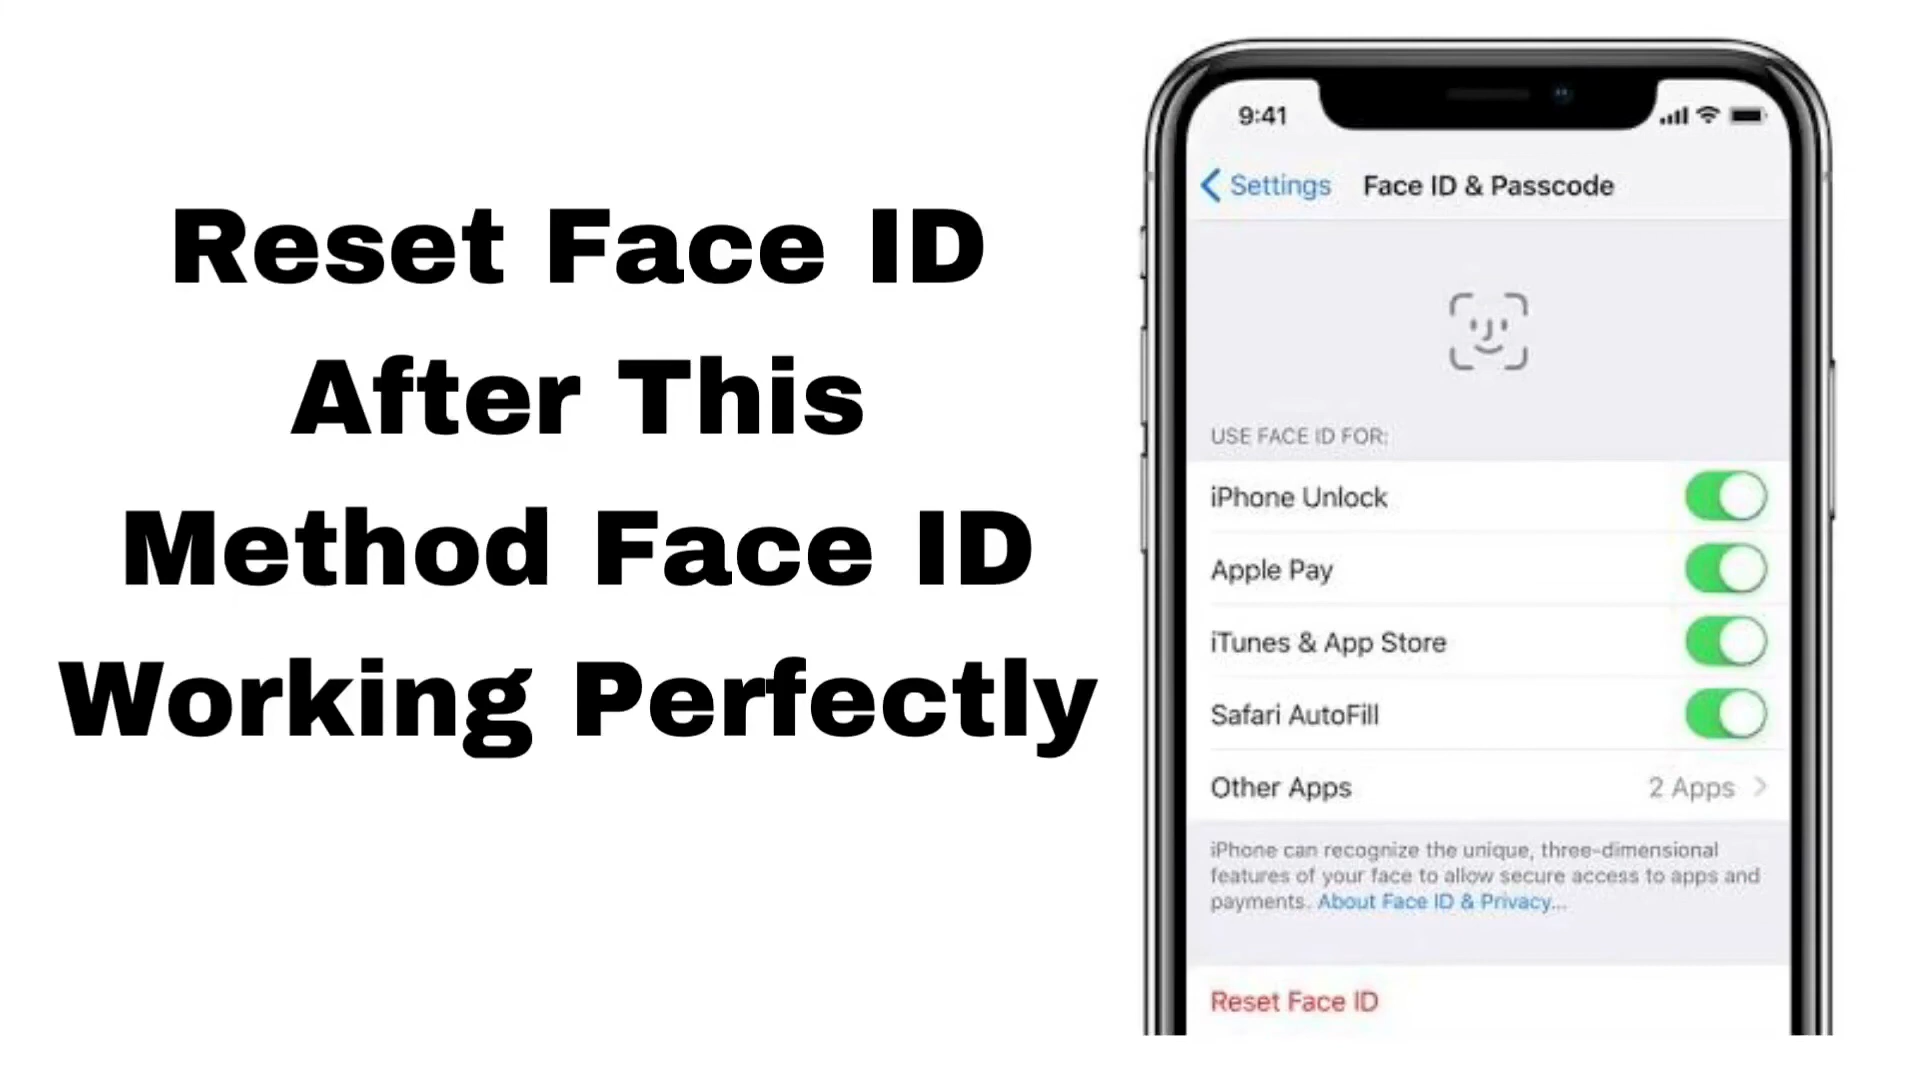 Reset Face ID
After This
Method Face ID
Working Perfectly
9:41
Settings Face ID & Passcode
USE FACE ID FOR:
iPhone Unlock
Apple Pay
iTunes & App Store
Safari AutoFill
Other Apps 2 Apps
iPhone can recognize the unique, three-dimensional
features of your face to allow secure access to apps and
payments. About Face ID & Privacy...
Reset Face ID